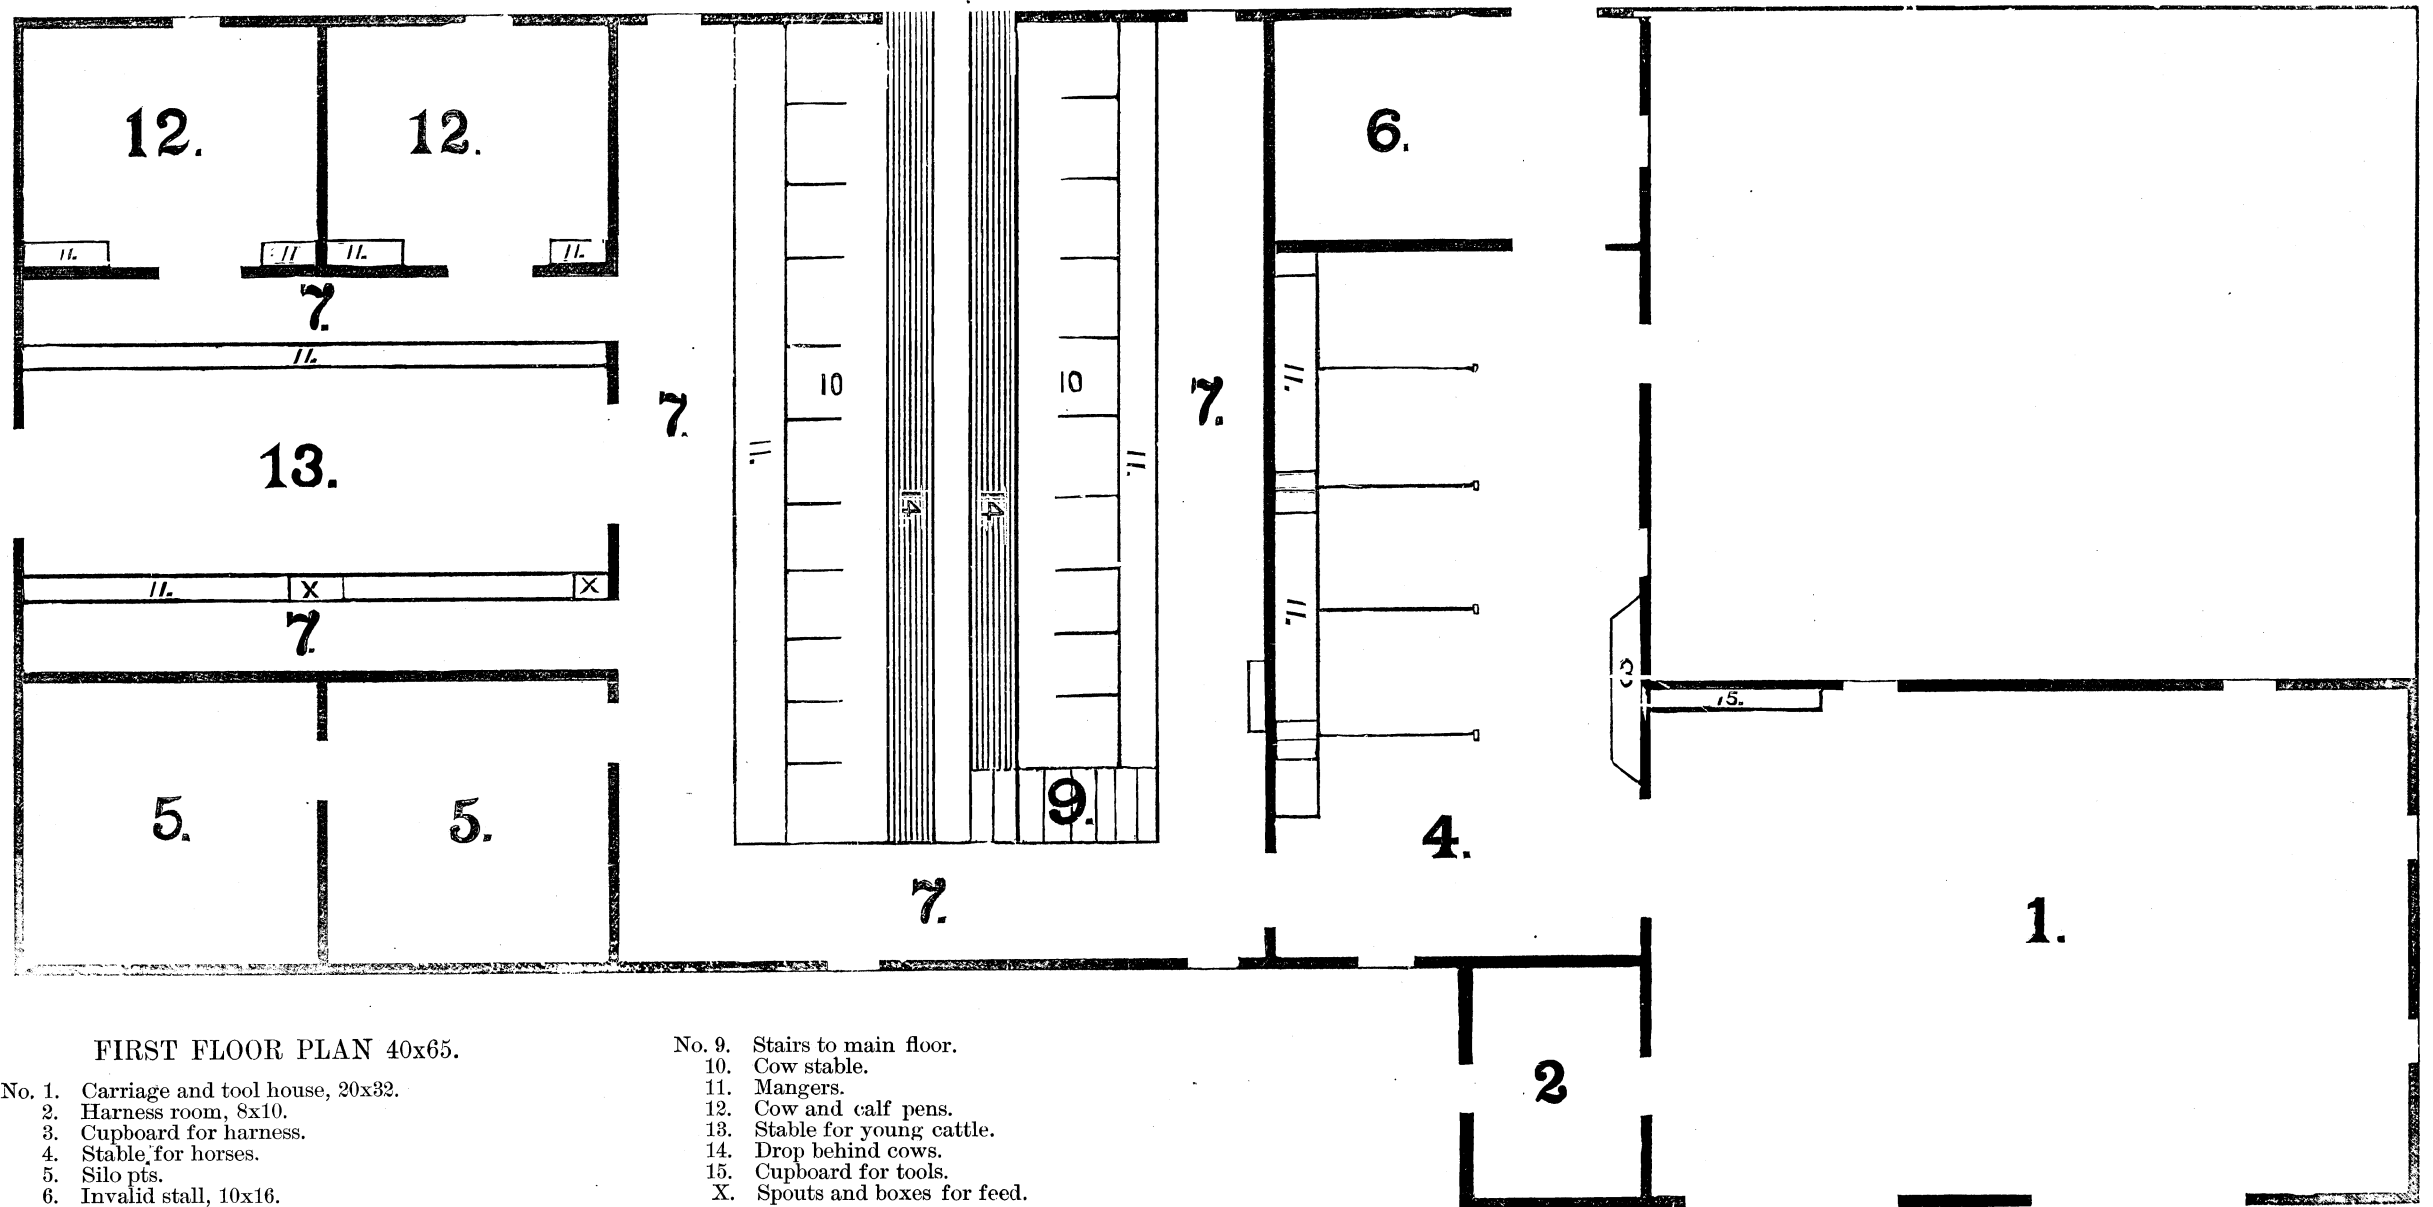 12.
12.
6.
11.
11
11.
11.
7.
11.
13.
7.
10
10
7.
11.
11.
11.
14
14
11.
X
X
7.
11.
3
15.
5.
5.
9.
4.
7.
1.
2
FIRST FLOOR PLAN 40x65.
No. 1. Carriage and tool house, 20x32.
2. Harness room, 8x10.
3. Cupboard for harness.
4. Stable for horses.
5. Silo pts.
6. Invalid stall, 10x16.
No. 9. Stairs to main floor.
10. Cow stable.
11. Mangers.
12. Cow and calf pens.
13. Stable for young cattle.
14. Drop behind cows.
15. Cupboard for tools.
X. Spouts and boxes for feed.